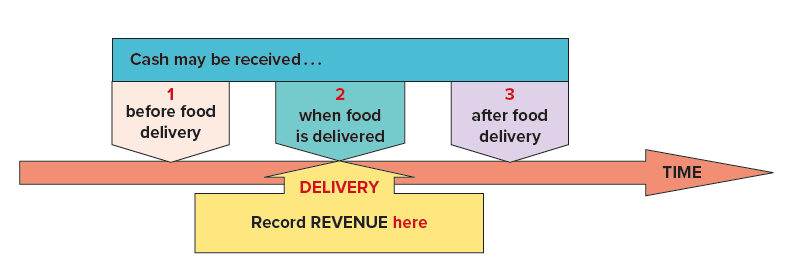 Cash may be received...
1
before food
delivery
2
when food
is delivered
3
after food
delivery
TIME
DELIVERY
Record REVENUE here